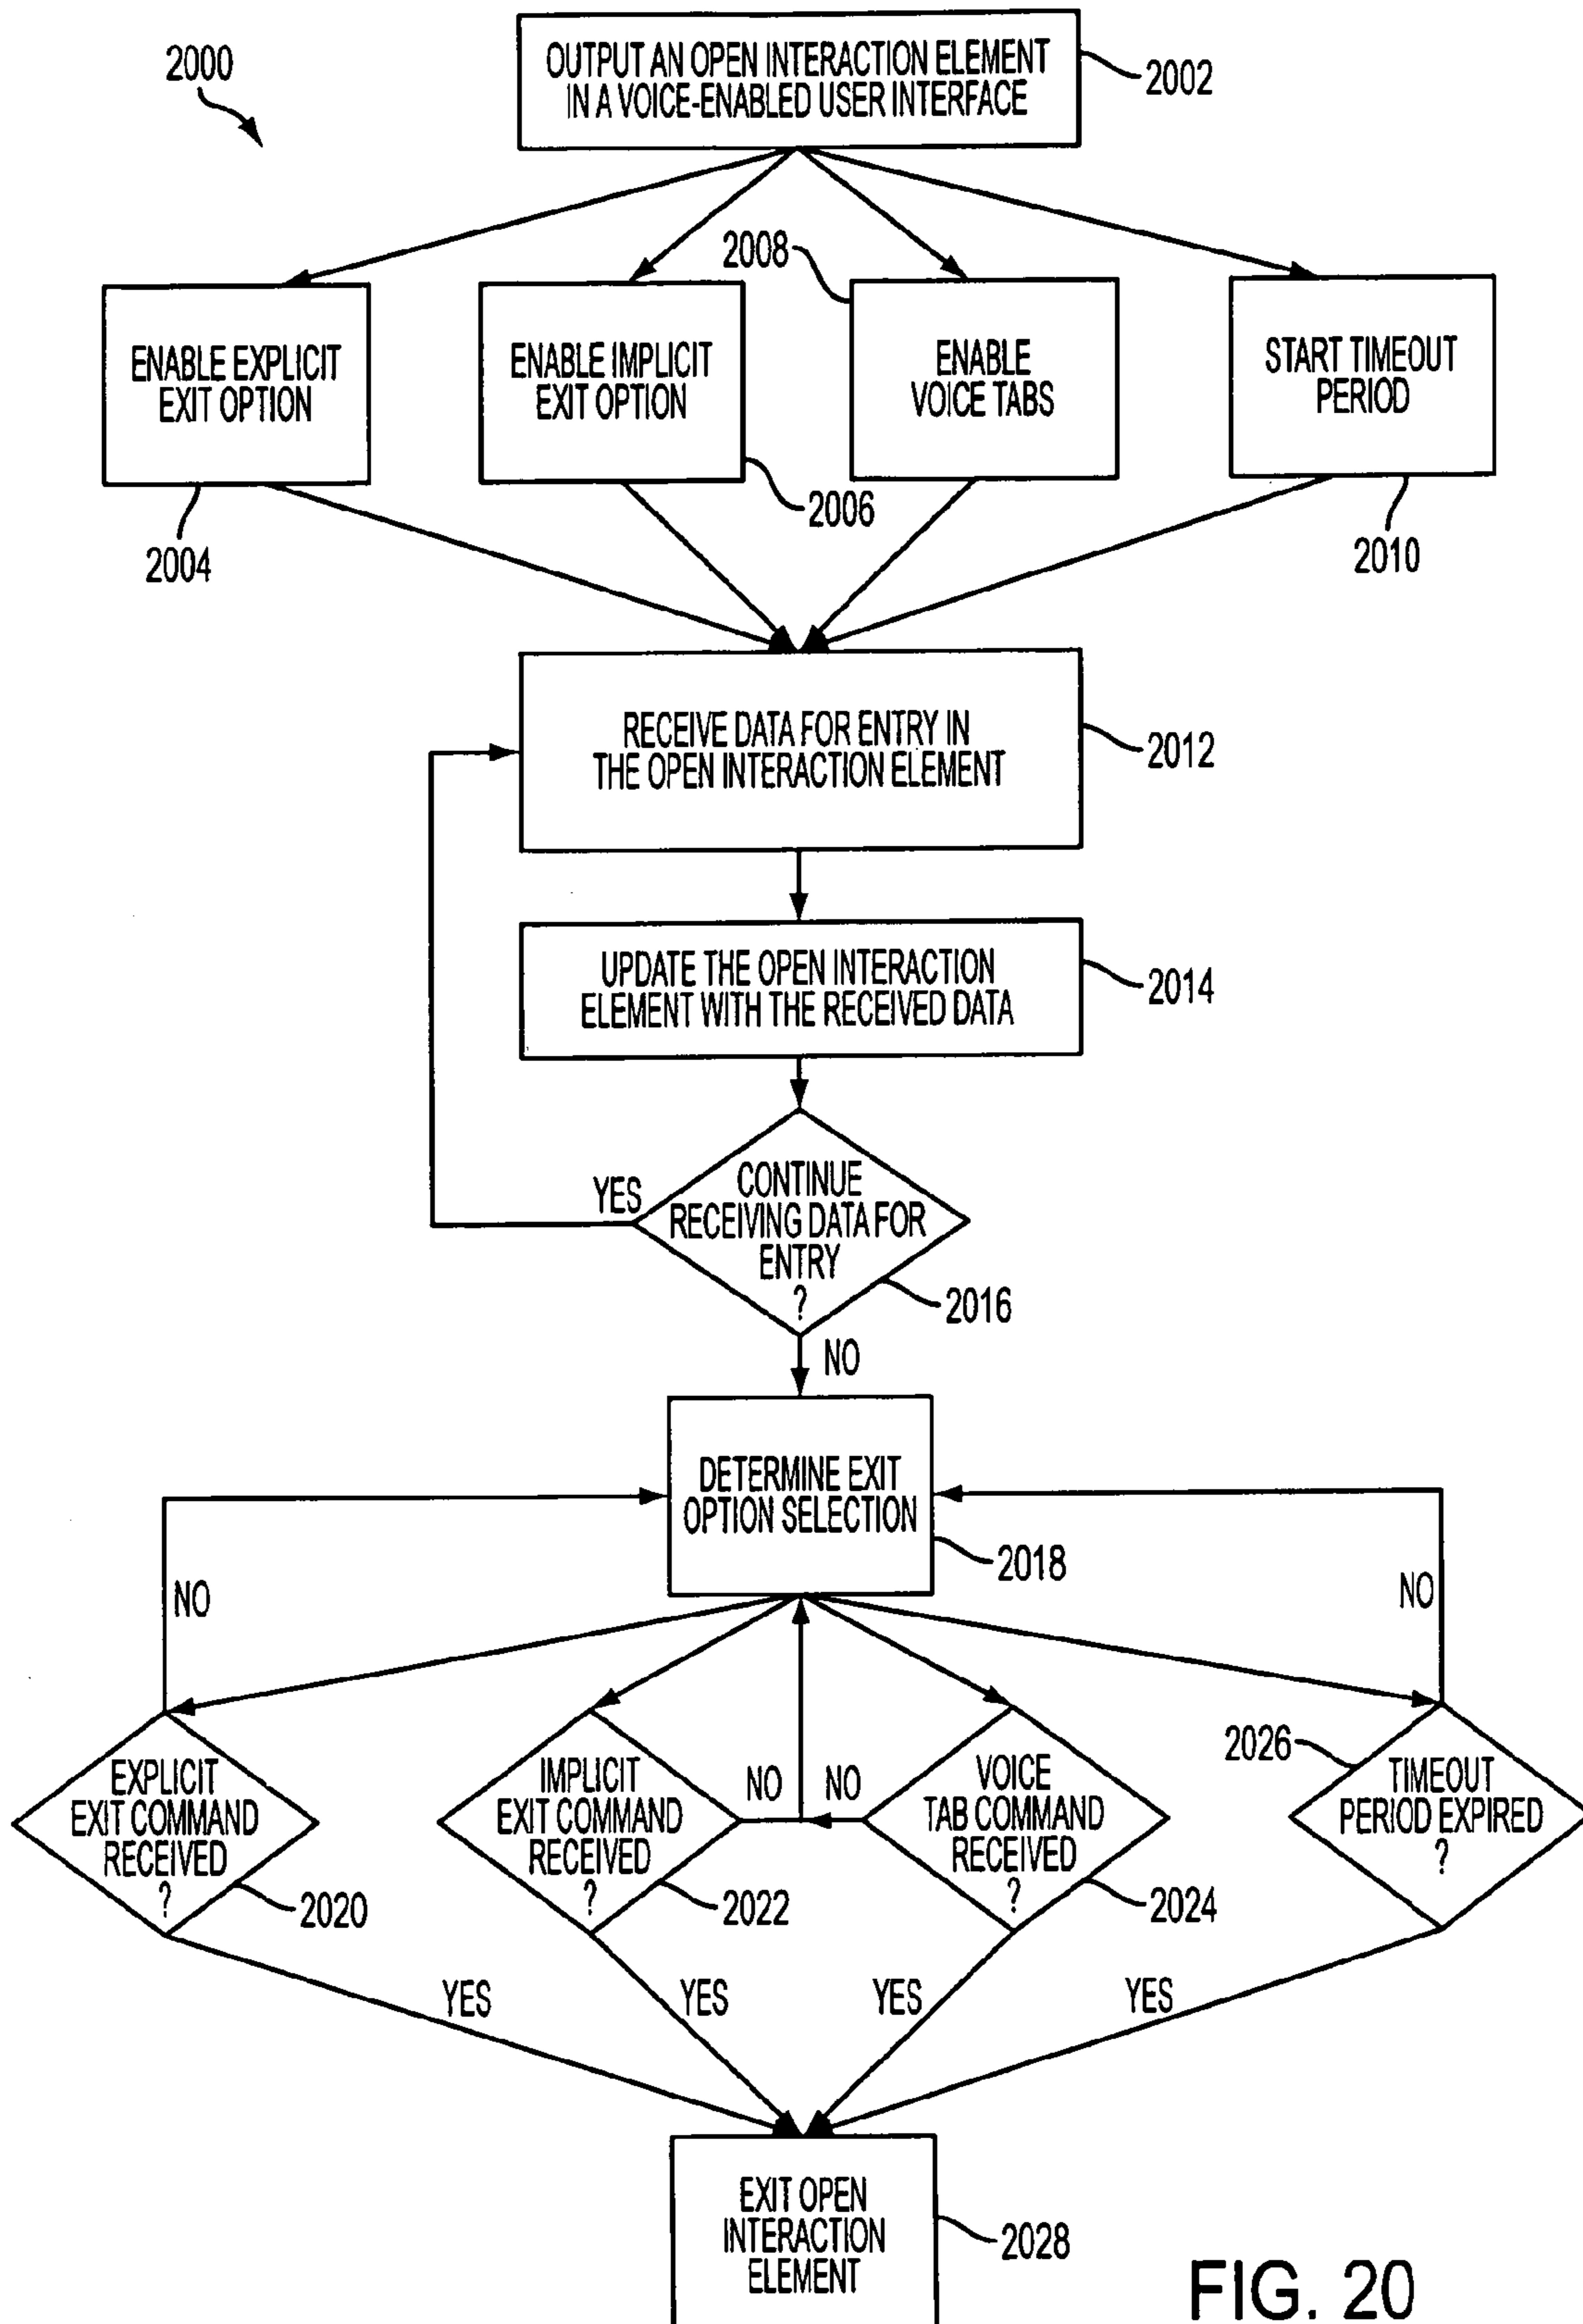 2000
OUTPUT AN OPEN INTERACTION ELEMENT
IN A VOICE-ENABLED USER INTERFACE
2002
2008
ENABLE EXPLICIT
EXIT OPTION
ENABLE IMPLICIT
EXIT OPTION
ENABLE
VOICE TABS
START TIMEOUT
PERIOD
2004
2006
2010
RECEIVE DATA FOR ENTRY IN
THE OPEN INTERACTION ELEMENT
2012
UPDATE THE OPEN INTERACTION
ELEMENT WITH THE RECEIVED DATA
2014
YES
CONTINUE
RECEIVING DATA FOR
ENTRY
?
2016
NO
DETERMINE EXIT
OPTION SELECTION
2018
NO
NO
EXPLICIT
EXIT COMMAND
RECEIVED
?
2020
IMPLICIT
EXIT COMMAND
RECEIVED
?
2022
NO
NO
VOICE
TAB COMMAND
RECEIVED
?
2024
2026
TIMEOUT
PERIOD EXPIRED
?
YES
YES
YES
YES
EXIT OPEN
INTERACTION
ELEMENT
2028
FIG. 20